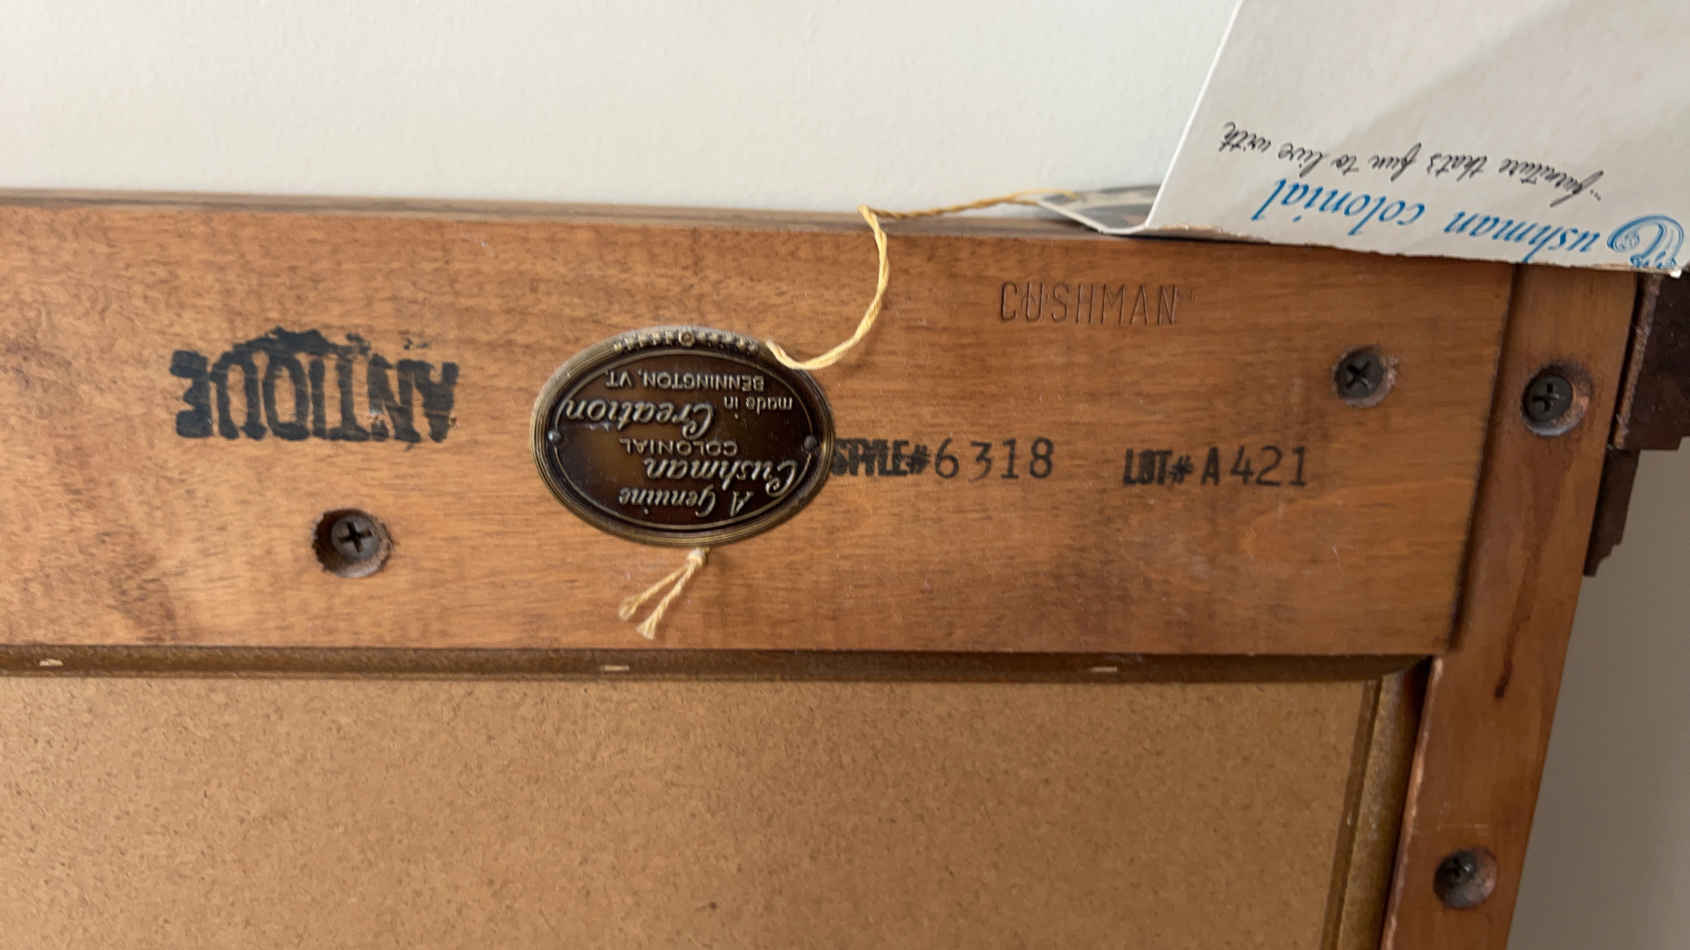 Cushman colonial
...furniture that's fun to live with
CUSHMAN
ANTIQUE
A Genuine
Cushman
COLONIAL
Creation
made in
BENNINGTON, VT.
STYLE# 6318 LOT# A421